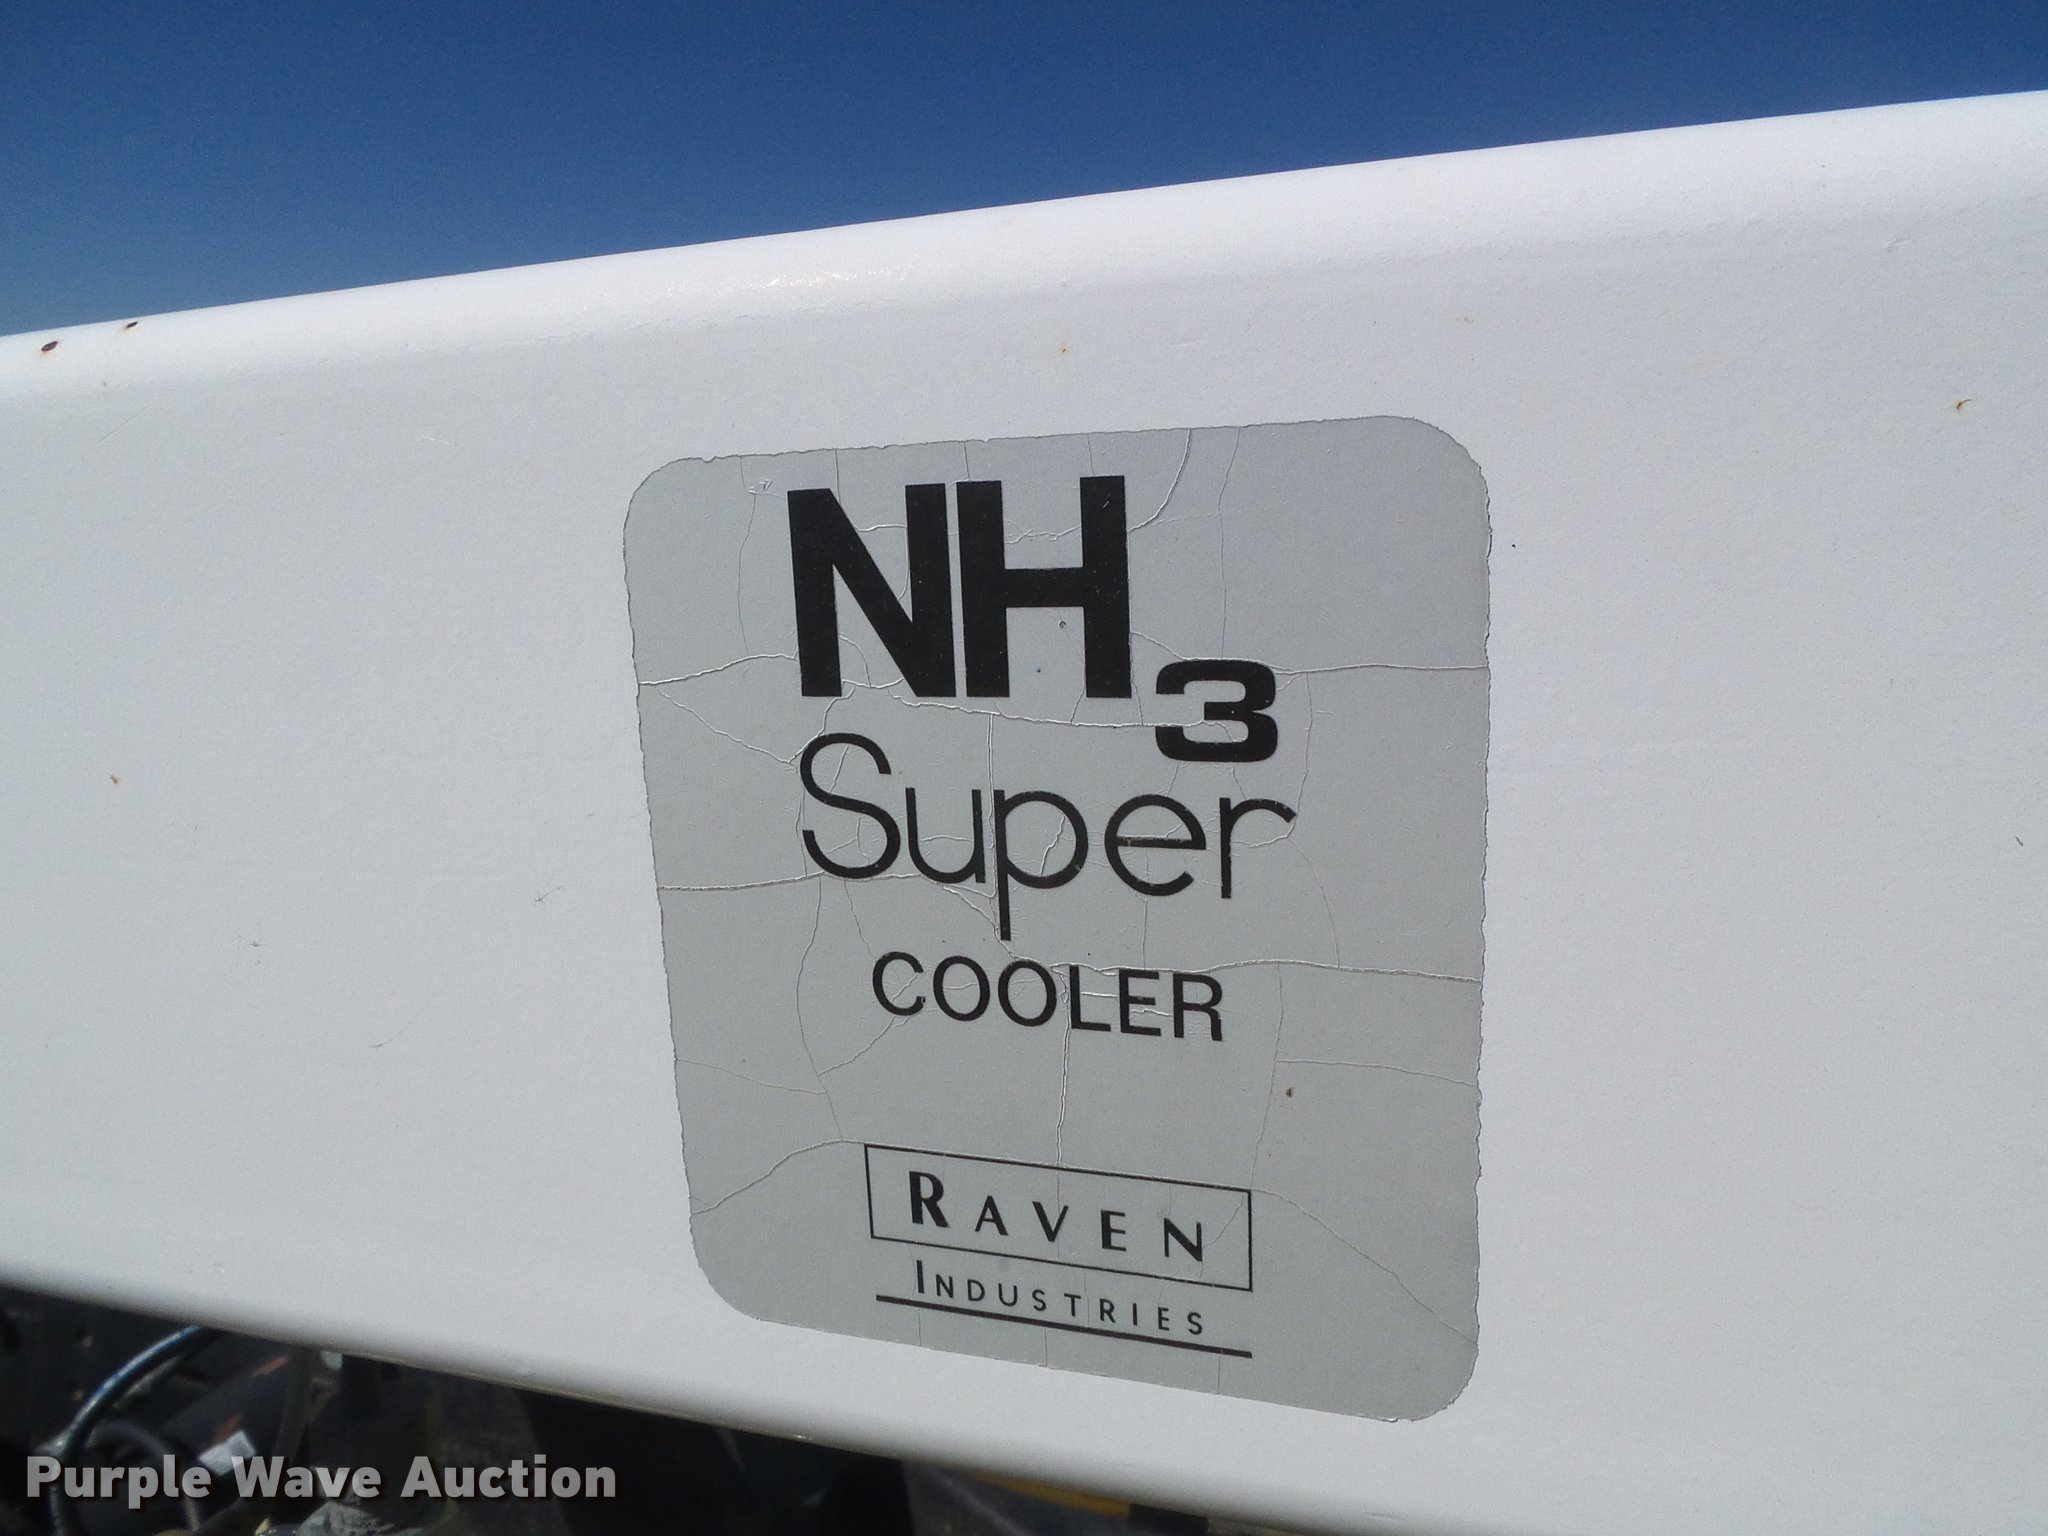 NH3
Super
COOLER
RAVEN
INDUSTRIES
Purple Wave Auction